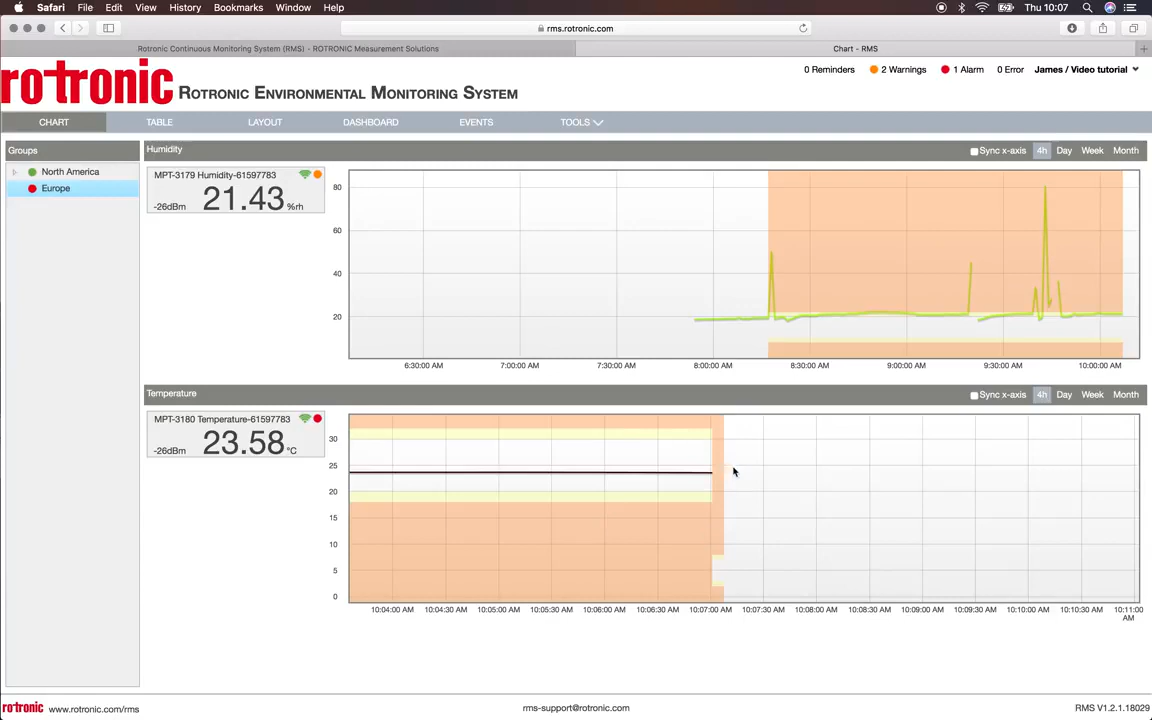 Safari File Edit View History Bookmarks Window Help Thu 10:07
rms.rotronic.com
Rotronic Continuous Monitoring System (RMS) - ROTRONIC Measurement Solutions Chart - RMS
rotronic ROTRONIC ENVIRONMENTAL MONITORING SYSTEM
0 Reminders 2 Warnings 1 Alarm 0 Error James / Video tutorial
CHART TABLE LAYOUT DASHBOARD EVENTS TOOLS
Groups
North America
Europe
Humidity Sync x-axis 4h Day Week Month
MPT-3179 Humidity-61597783
-26dBm 21.43 %rh
80
60
40
20
6:30:00 AM 7:00:00 AM 7:30:00 AM 8:00:00 AM 8:30:00 AM 9:00:00 AM 9:30:00 AM 10:00:00 AM
Temperature Sync x-axis 4h Day Week Month
MPT-3180 Temperature-61597783
-26dBm 23.58 °C
30
25
20
15
10
5
0
10:04:00 AM 10:04:30 AM 10:05:00 AM 10:05:30 AM 10:06:00 AM 10:06:30 AM 10:07:00 AM 10:07:30 AM 10:08:00 AM 10:08:30 AM 10:09:00 AM 10:09:30 AM 10:10:00 AM 10:10:30 AM 10:11:00
AM
rotronic www.rotronic.com/rms rms-support@rotronic.com RMS V1.2.1.18029